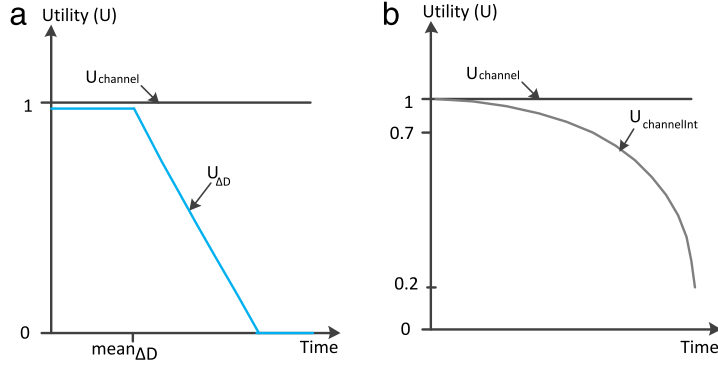 a
Utility (U)
Uchannel
1
UΔD
0
meanΔD
Time
b
Utility (U)
Uchannel
1
UchannelInt
0.7
0.2
0
Time